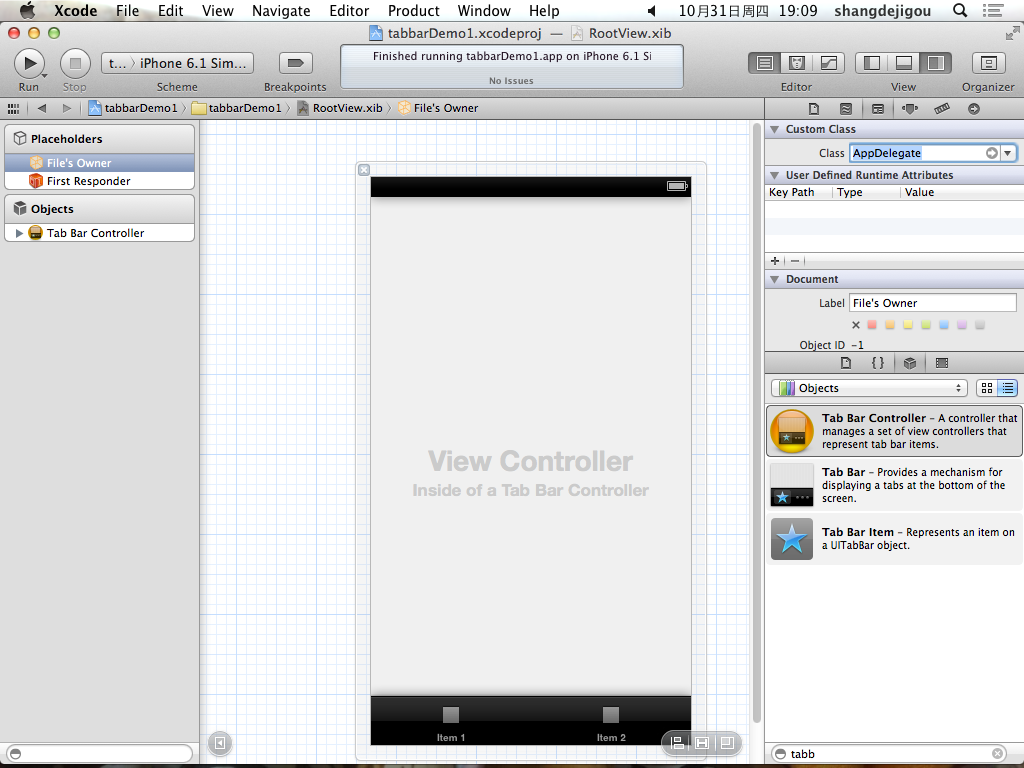 Xcode File Edit View Navigate Editor Product Window Help 10月31日周四 19:09 shangdejigou
tabbarDemo1.xcodeproj — RootView.xib
t...〉iPhone 6.1 Sim...
Finished running tabbarDemo1.app on iPhone 6.1 Si
No Issues
Run Stop Scheme Breakpoints Editor View Organizer
tabbarDemo1 〉 tabbarDemo1 〉 RootView.xib 〉 File's Owner
Placeholders
File's Owner
First Responder
Objects
Tab Bar Controller
View Controller
Inside of a Tab Bar Controller
Item 1 Item 2
Custom Class
Class AppDelegate
User Defined Runtime Attributes
Key Path Type Value
+ −
Document
Label File's Owner
Object ID -1
{ }
Objects
Tab Bar Controller – A controller that
manages a set of view controllers that
represent tab bar items.
Tab Bar – Provides a mechanism for
displaying a tabs at the bottom of the
screen.
Tab Bar Item – Represents an item on
a UITabBar object.
tabb